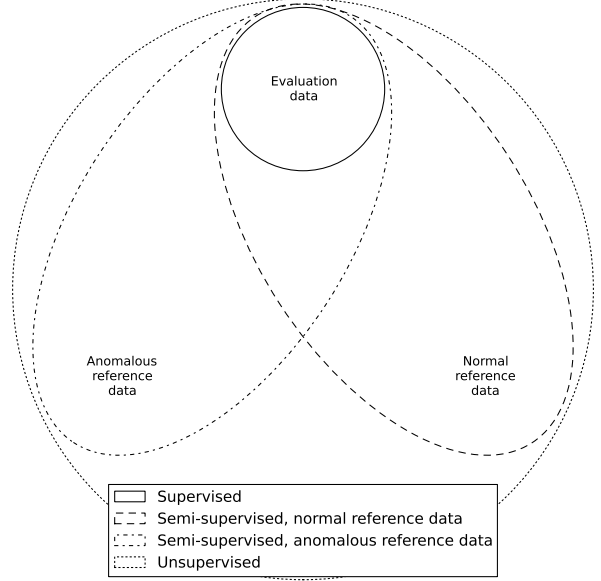 Evaluation
data
Anomalous
reference
data
Normal
reference
data
Supervised
Semi-supervised, normal reference data
Semi-supervised, anomalous reference data
Unsupervised